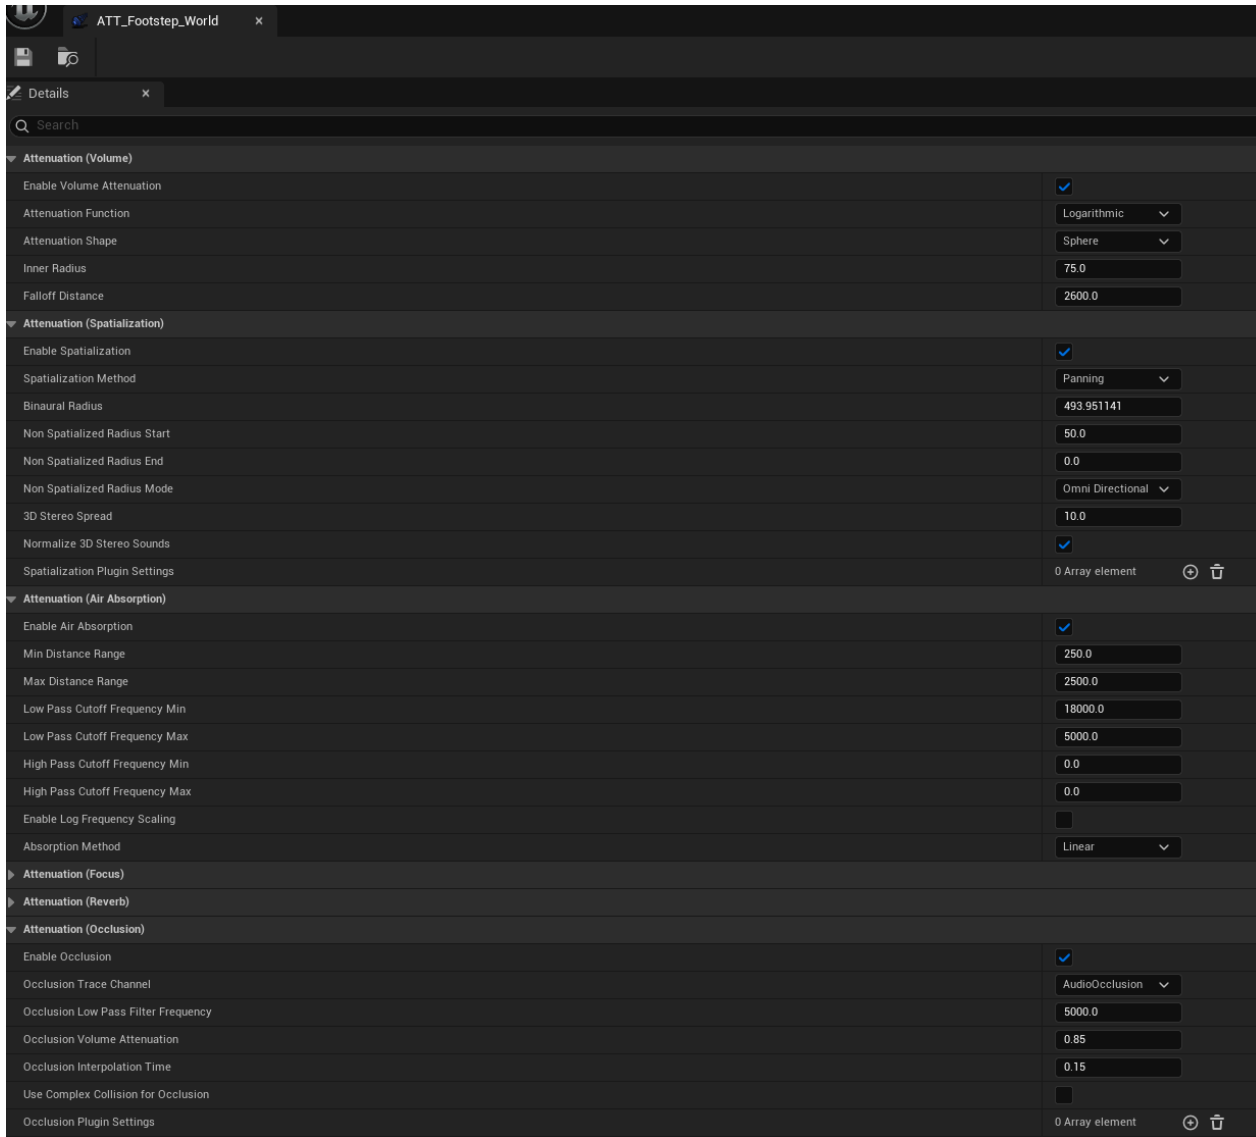 ATT_Footstep_World
Details
Search
Attenuation (Volume)
Enable Volume Attenuation
Attenuation Function Logarithmic
Attenuation Shape Sphere
Inner Radius 75.0
Falloff Distance 2600.0
Attenuation (Spatialization)
Enable Spatialization
Spatialization Method Panning
Binaural Radius 493.951141
Non Spatialized Radius Start 50.0
Non Spatialized Radius End 0.0
Non Spatialized Radius Mode Omni Directional
3D Stereo Spread 10.0
Normalize 3D Stereo Sounds
Spatialization Plugin Settings 0 Array element
Attenuation (Air Absorption)
Enable Air Absorption
Min Distance Range 250.0
Max Distance Range 2500.0
Low Pass Cutoff Frequency Min 18000.0
Low Pass Cutoff Frequency Max 5000.0
High Pass Cutoff Frequency Min 0.0
High Pass Cutoff Frequency Max 0.0
Enable Log Frequency Scaling
Absorption Method Linear
Attenuation (Focus)
Attenuation (Reverb)
Attenuation (Occlusion)
Enable Occlusion
Occlusion Trace Channel AudioOcclusion
Occlusion Low Pass Filter Frequency 5000.0
Occlusion Volume Attenuation 0.85
Occlusion Interpolation Time 0.15
Use Complex Collision for Occlusion
Occlusion Plugin Settings 0 Array element